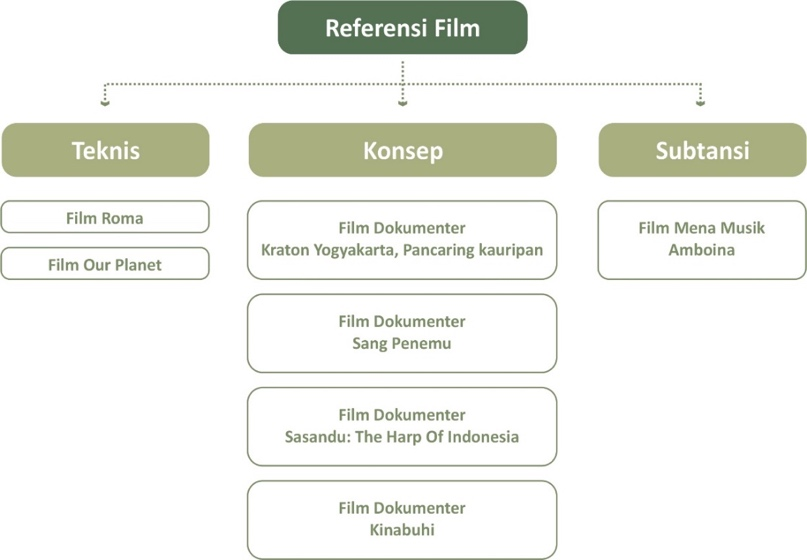 Referensi Film
Teknis
Konsep
Subtansi
Film Roma
Film Our Planet
Film Dokumenter
Kraton Yogyakarta, Pancaring kauripan
Film Dokumenter
Sang Penemu
Film Dokumenter
Sasandu: The Harp Of Indonesia
Film Dokumenter
Kinabuhi
Film Mena Musik
Amboina